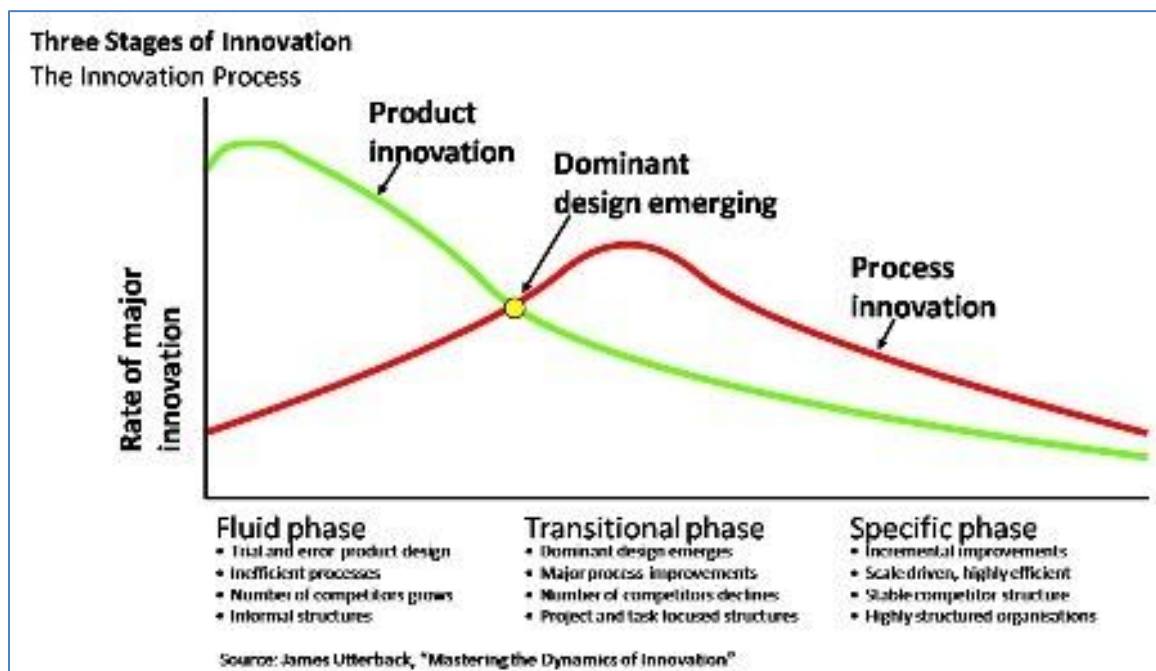 Three Stages of Innovation
The Innovation Process
Product
innovation
Dominant
design emerging
Process
innovation
Rate of major
innovation
Fluid phase
• Trial and error product design
• Inefficient processes
• Number of competitors grows
• Informal structures
Transitional phase
• Dominant design emerges
• Major process improvements
• Number of competitors declines
• Project and task focused structures
Specific phase
• Incremental improvements
• Scale driven, highly efficient
• Stable competitor structure
• Highly structured organisations
Source: James Utterback, "Mastering the Dynamics of Innovation"